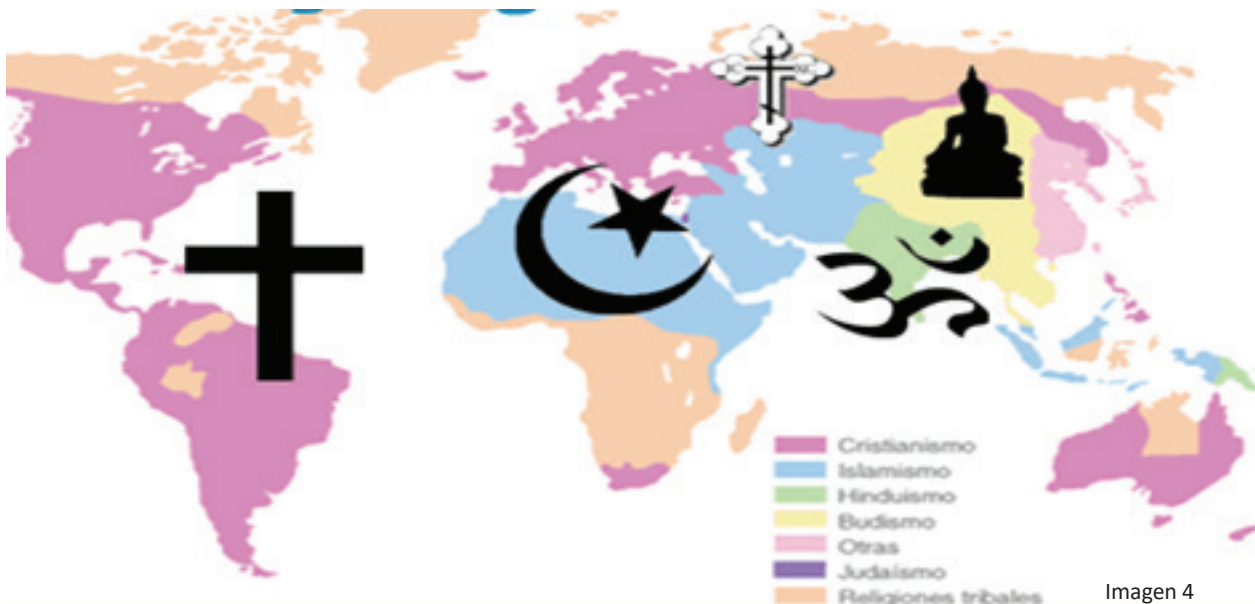 Cristianismo
Islamismo
Hinduismo
Budismo
Otras
Judaísmo
Religiones tribales
Imagen 4